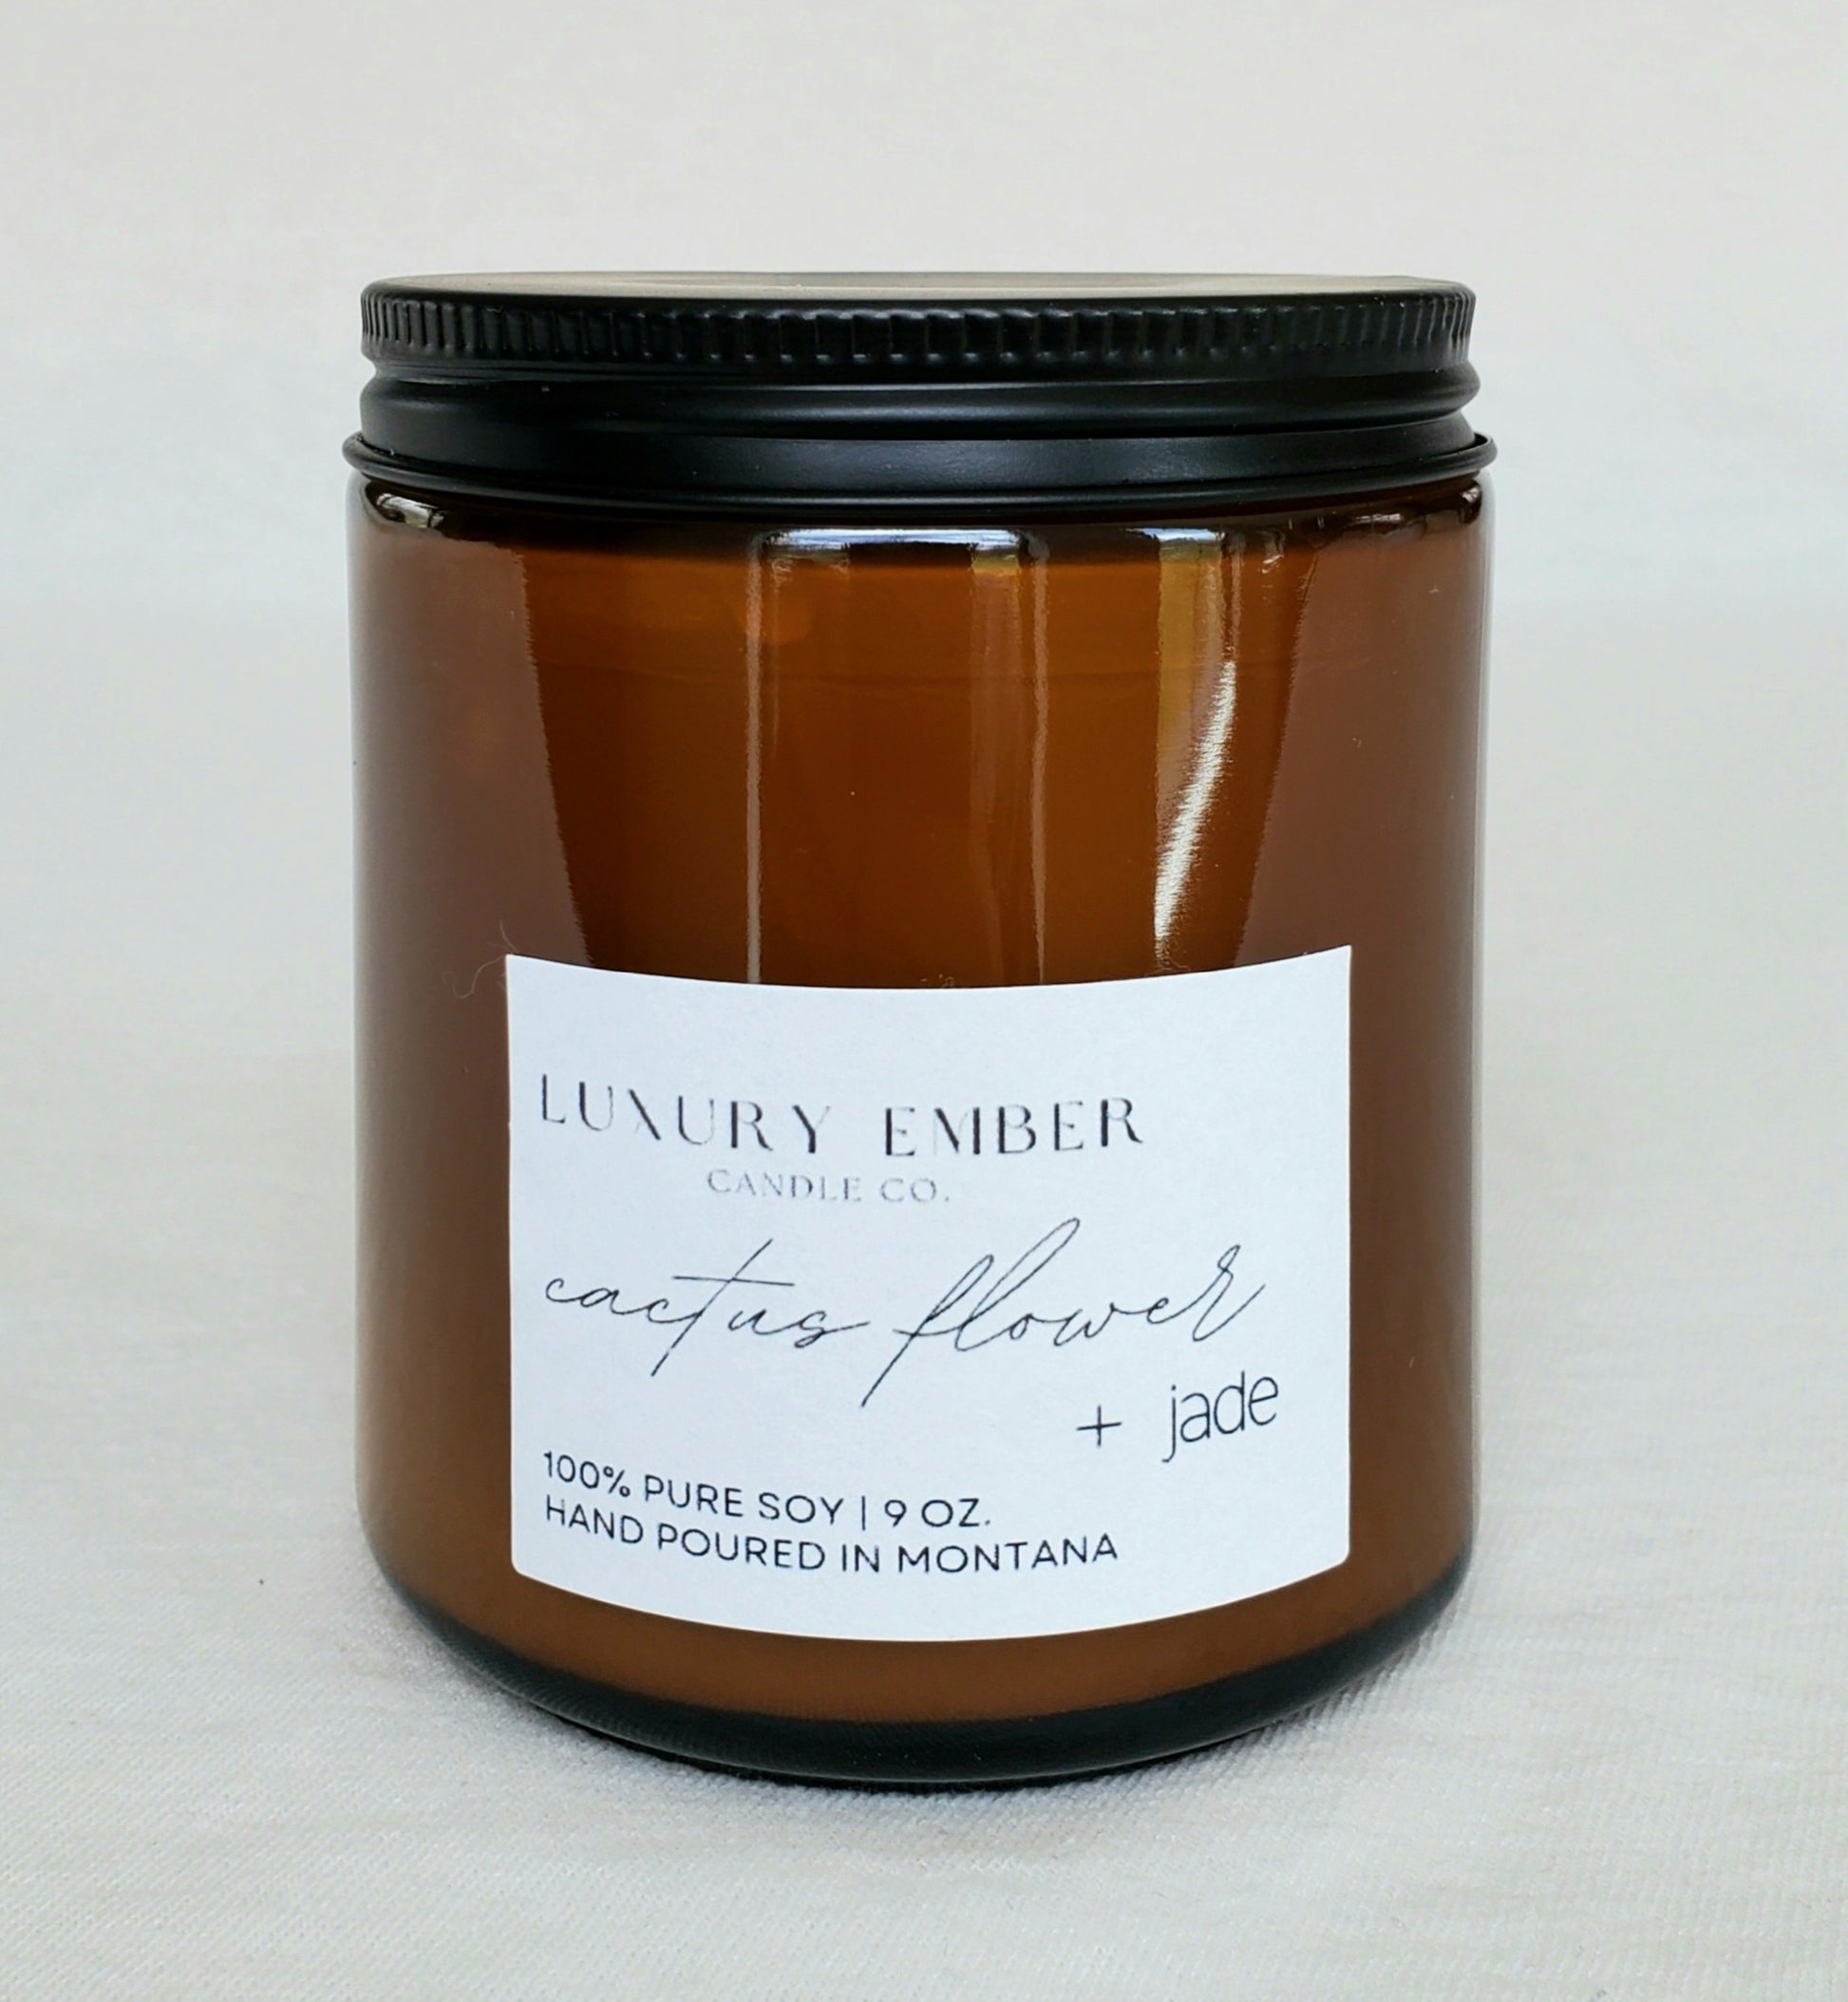 LUXURY EMBER
CANDLE CO.
cactus flower
+ jade
100% PURE SOY | 9 OZ.
HAND POURED IN MONTANA